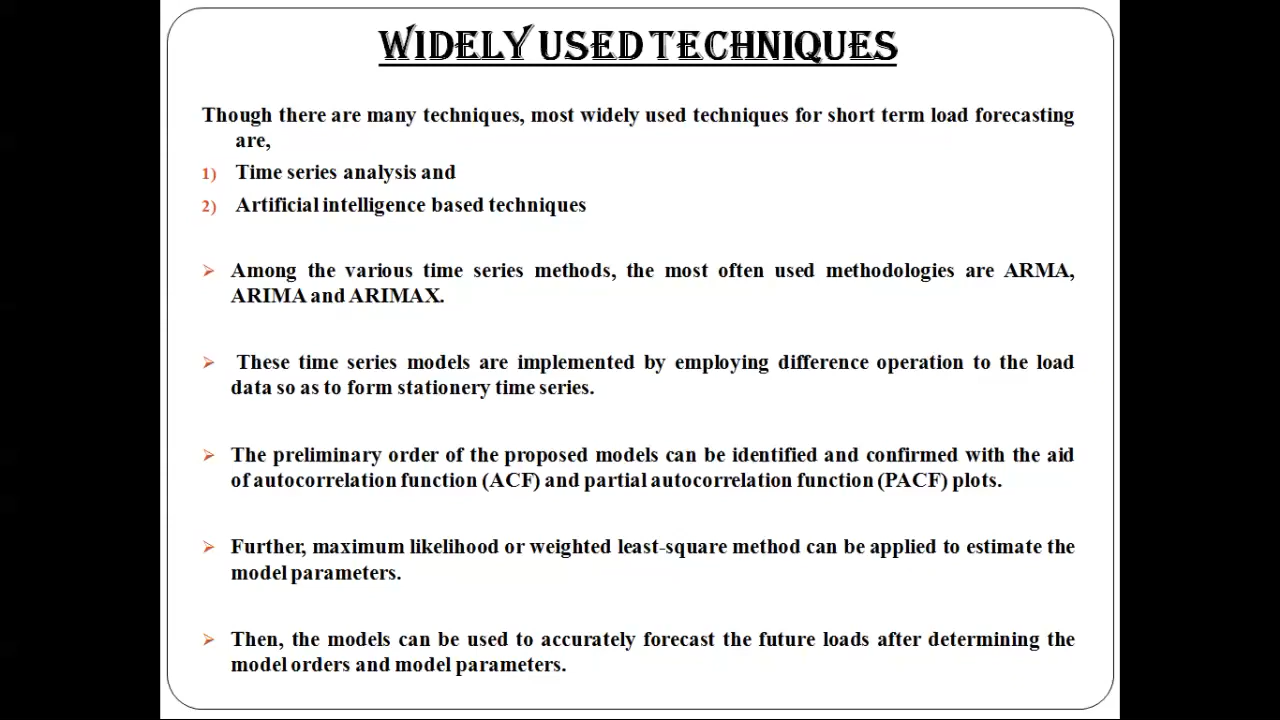 WIDELY USED TECHNIQUES
Though there are many techniques, most widely used techniques for short term load forecasting
are,
1) Time series analysis and
2) Artificial intelligence based techniques
Among the various time series methods, the most often used methodologies are ARMA,
ARIMA and ARIMAX.
These time series models are implemented by employing difference operation to the load
data so as to form stationery time series.
The preliminary order of the proposed models can be identified and confirmed with the aid
of autocorrelation function (ACF) and partial autocorrelation function (PACF) plots.
Further, maximum likelihood or weighted least-square method can be applied to estimate the
model parameters.
Then, the models can be used to accurately forecast the future loads after determining the
model orders and model parameters.